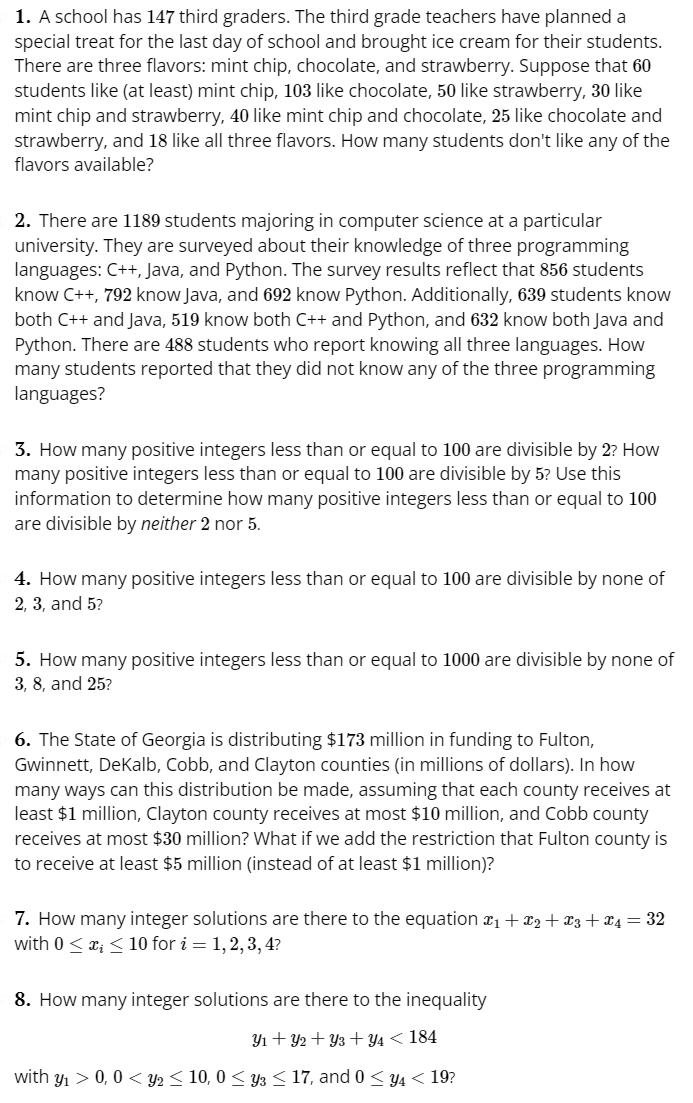 1. A school has 147 third graders. The third grade teachers have planned a
special treat for the last day of school and brought ice cream for their students.
There are three flavors: mint chip, chocolate, and strawberry. Suppose that 60
students like (at least) mint chip, 103 like chocolate, 50 like strawberry, 30 like
mint chip and strawberry, 40 like mint chip and chocolate, 25 like chocolate and
strawberry, and 18 like all three flavors. How many students don't like any of the
flavors available?
2. There are 1189 students majoring in computer science at a particular
university. They are surveyed about their knowledge of three programming
languages: C++, Java, and Python. The survey results reflect that 856 students
know C++, 792 know Java, and 692 know Python. Additionally, 639 students know
both C++ and Java, 519 know both C++ and Python, and 632 know both Java and
Python. There are 488 students who report knowing all three languages. How
many students reported that they did not know any of the three programming
languages?
3. How many positive integers less than or equal to 100 are divisible by 2? How
many positive integers less than or equal to 100 are divisible by 5? Use this
information to determine how many positive integers less than or equal to 100
are divisible by neither 2 nor 5.
4. How many positive integers less than or equal to 100 are divisible by none of
2, 3, and 5?
5. How many positive integers less than or equal to 1000 are divisible by none of
3, 8, and 25?
6. The State of Georgia is distributing $173 million in funding to Fulton,
Gwinnett, DeKalb, Cobb, and Clayton counties (in millions of dollars). In how
many ways can this distribution be made, assuming that each county receives at
least $1 million, Clayton county receives at most $10 million, and Cobb county
receives at most $30 million? What if we add the restriction that Fulton county is
to receive at least $5 million (instead of at least $1 million)?
7. How many integer solutions are there to the equation x₁ + x₂ + x₃ + x₄ = 32
with 0 ≤ xᵢ ≤ 10 for i = 1, 2, 3, 4?
8. How many integer solutions are there to the inequality
y₁ + y₂ + y₃ + y₄ < 184
with y₁ > 0, 0 < y₂ ≤ 10, 0 ≤ y₃ ≤ 17, and 0 ≤ y₄ < 19?